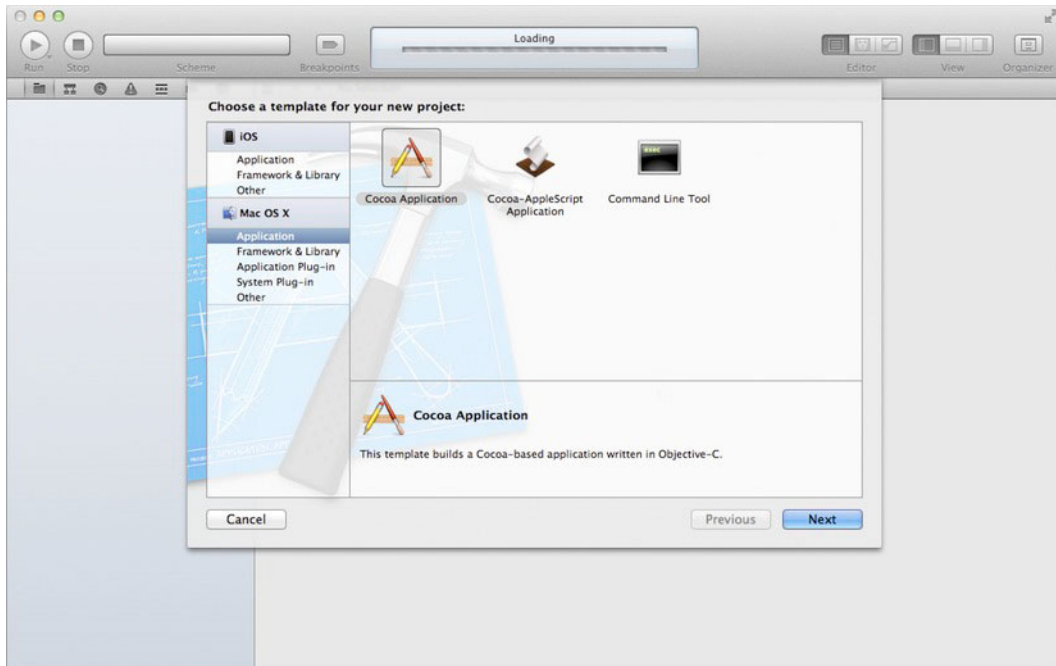 Loading
Run Stop Scheme Breakpoints Editor View Organizer
Choose a template for your new project:
iOS
Application
Framework & Library
Other
Mac OS X
Application
Framework & Library
Application Plug-in
System Plug-in
Other
Cocoa Application
Cocoa-AppleScript
Application
Command Line Tool
Cocoa Application
This template builds a Cocoa-based application written in Objective-C.
Cancel Previous Next